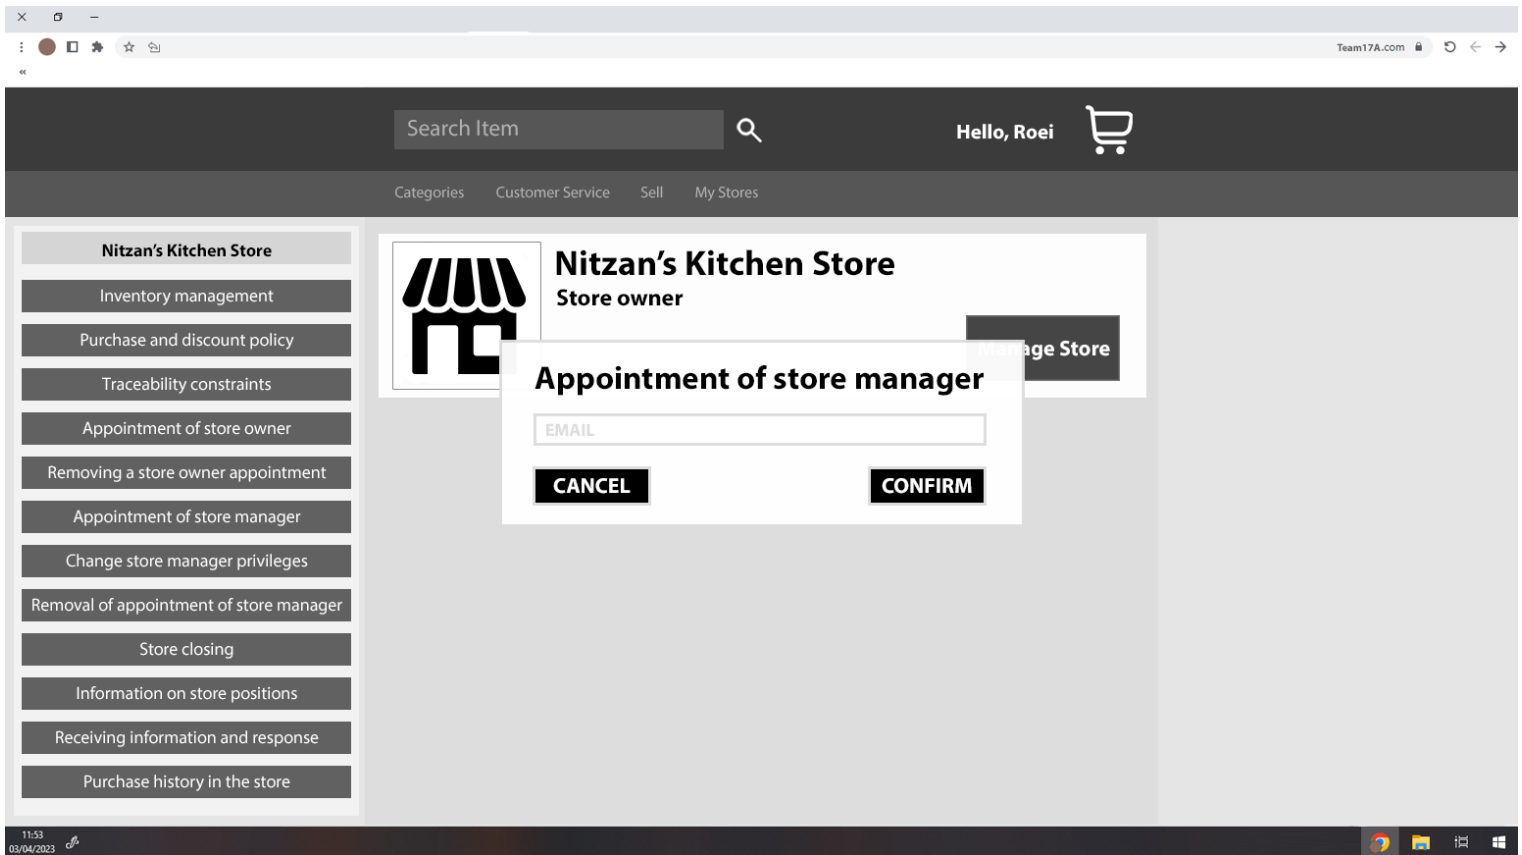 Team17A.com
Search Item
Hello, Roei
Categories
Customer Service
Sell
My Stores
Nitzan’s Kitchen Store
Inventory management
Purchase and discount policy
Traceability constraints
Appointment of store owner
Removing a store owner appointment
Appointment of store manager
Change store manager privileges
Removal of appointment of store manager
Store closing
Information on store positions
Receiving information and response
Purchase history in the store
Nitzan’s Kitchen Store
Store owner
Manage Store
Appointment of store manager
EMAIL
CANCEL
CONFIRM
11:53
03/04/2023